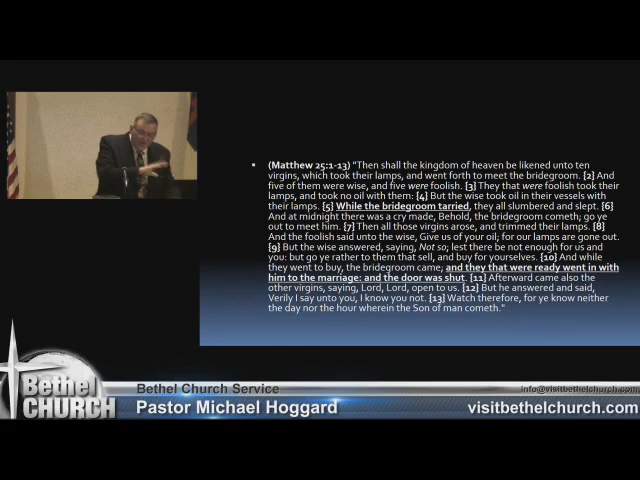 (Matthew 25:1-13) "Then shall the kingdom of heaven be likened unto ten
virgins, which took their lamps, and went forth to meet the bridegroom. {2} And
five of them were wise, and five were foolish. {3} They that were foolish took their
lamps, and took no oil with them: {4} But the wise took oil in their vessels with
their lamps. {5} While the bridegroom tarried, they all slumbered and slept. {6}
And at midnight there was a cry made, Behold, the bridegroom cometh; go ye
out to meet him. {7} Then all those virgins arose, and trimmed their lamps. {8}
And the foolish said unto the wise, Give us of your oil; for our lamps are gone out.
{9} But the wise answered, saying, Not so; lest there be not enough for us and
you: but go ye rather to them that sell, and buy for yourselves. {10} And while
they went to buy, the bridegroom came; and they that were ready went in with
him to the marriage: and the door was shut. {11} Afterward came also the
other virgins, saying, Lord, Lord, open to us. {12} But he answered and said,
Verily I say unto you, I know you not. {13} Watch therefore, for ye know neither
the day nor the hour wherein the Son of man cometh."
Bethel
CHURCH
Bethel Church Service
info@visitbethelchurch.com
Pastor Michael Hoggard
visitbethelchurch.com